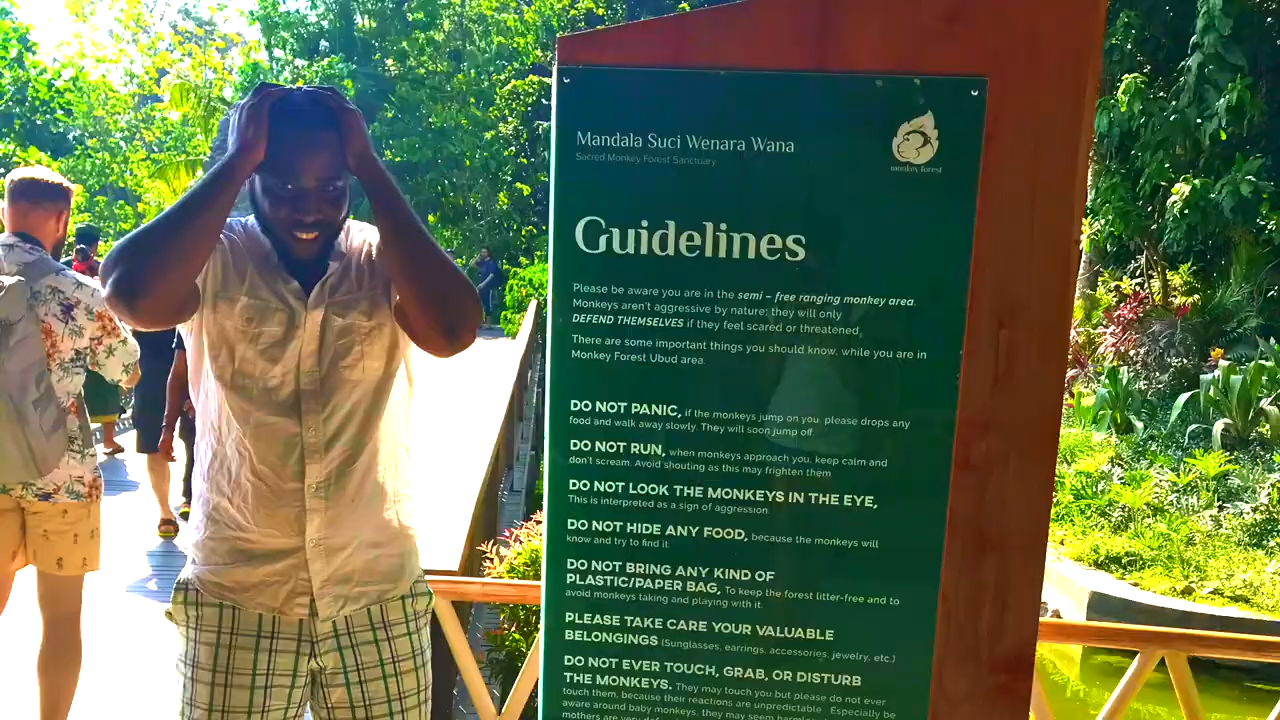 Mandala Suci Wenara Wana
Sacred Monkey Forest Sanctuary
monkey forest
Guidelines
Please be aware you are in the semi – free ranging monkey area.
Monkeys aren't aggressive by nature; they will only
DEFEND THEMSELVES if they feel scared or threatened,
There are some important things you should know, while you are in
Monkey Forest Ubud area.
DO NOT PANIC, if the monkeys jump on you, please drops any
food and walk away slowly. They will soon jump off.
DO NOT RUN, when monkeys approach you, keep calm and
don't scream. Avoid shouting as this may frighten them
DO NOT LOOK THE MONKEYS IN THE EYE,
This is interpreted as a sign of aggression.
DO NOT HIDE ANY FOOD, because the monkeys will
know and try to find it.
DO NOT BRING ANY KIND OF
PLASTIC/PAPER BAG, To keep the forest litter-free and to
avoid monkeys taking and playing with it.
PLEASE TAKE CARE YOUR VALUABLE
BELONGINGS (Sunglasses, earrings, accessories, jewelry, etc.)
DO NOT EVER TOUCH, GRAB, OR DISTURB
THE MONKEYS. They may touch you but please do not ever
touch them, because their reactions are unpredictable. Especially be
aware around baby monkeys, they may seem
mothers are very